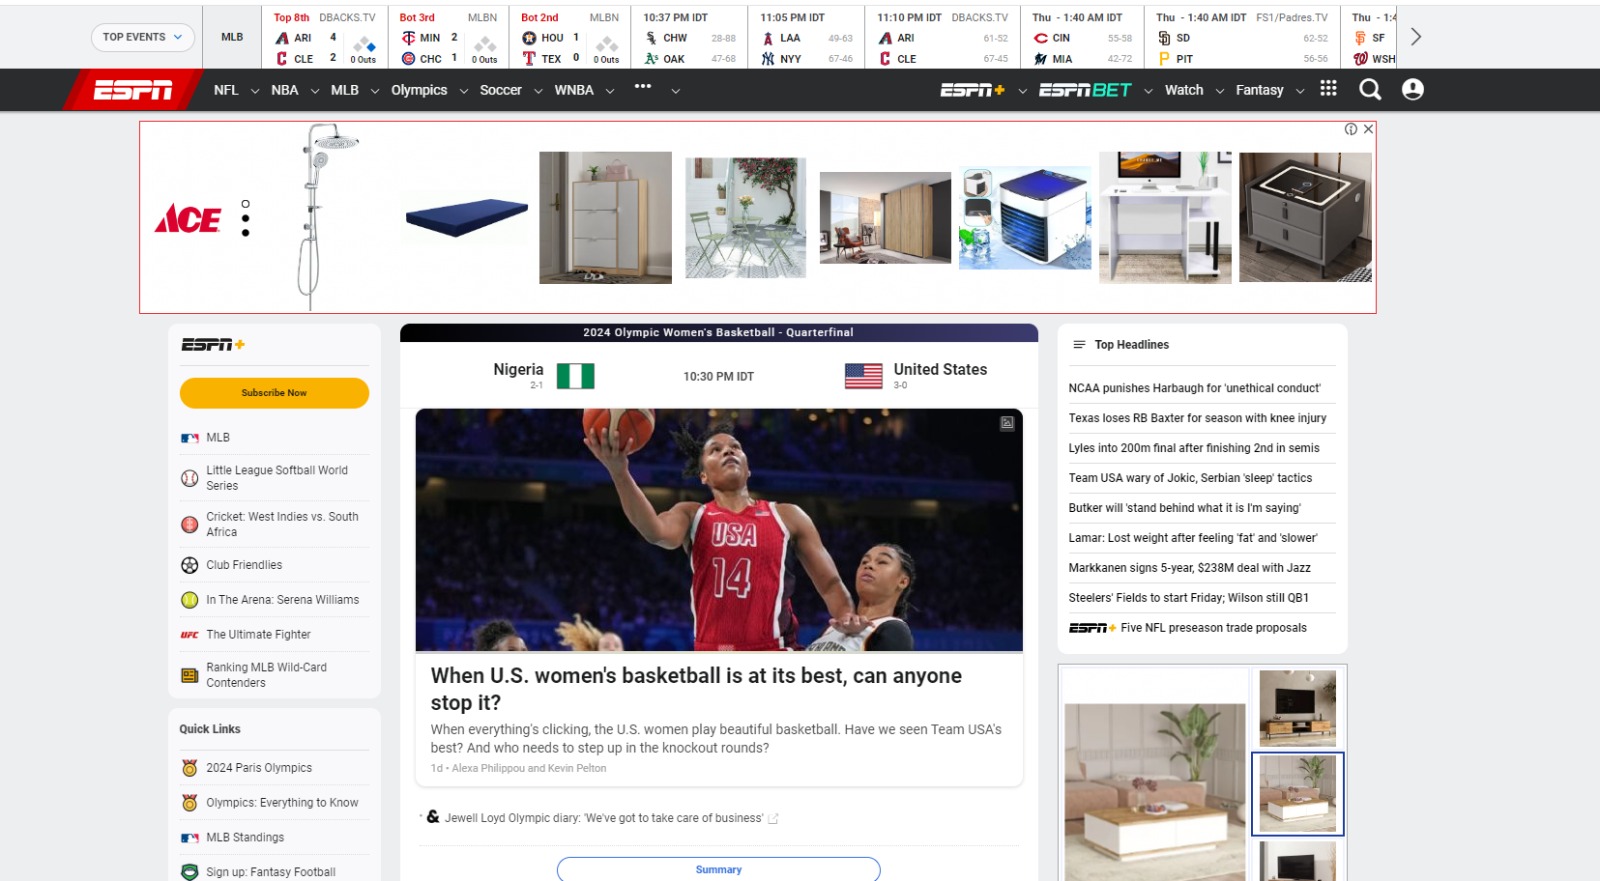 TOP EVENTS
MLB
Top 8th DBACKS.TV
ARI 4
CLE 2 0 Outs
Bot 3rd MLBN
MIN 2
CHC 1 0 Outs
Bot 2nd MLBN
HOU 1
TEX 0 0 Outs
10:37 PM IDT
CHW 28-88
OAK 47-68
11:05 PM IDT
LAA 49-63
NYY 67-46
11:10 PM IDT DBACKS.TV
ARI 61-52
CLE 67-45
Thu - 1:40 AM IDT
CIN 55-58
MIA 42-72
Thu - 1:40 AM IDT FS1/Padres.TV
SD 62-52
PIT 56-56
Thu - 1:4
SF
WSH
ESPN NFL NBA MLB Olympics Soccer WNBA ESPN+ ESPN BET Watch Fantasy
ACE
ESPN+
Subscribe Now
MLB
Little League Softball World
Series
Cricket: West Indies vs. South
Africa
Club Friendlies
In The Arena: Serena Williams
UFC The Ultimate Fighter
Ranking MLB Wild-Card
Contenders
Quick Links
2024 Paris Olympics
Olympics: Everything to Know
MLB Standings
Sign up: Fantasy Football
2024 Olympic Women's Basketball - Quarterfinal
Nigeria
2-1
10:30 PM IDT
United States
3-0
USA
14
When U.S. women's basketball is at its best, can anyone
stop it?
When everything's clicking, the U.S. women play beautiful basketball. Have we seen Team USA's
best? And who needs to step up in the knockout rounds?
1d • Alexa Philippou and Kevin Pelton
& Jewell Loyd Olympic diary: 'We've got to take care of business'
Summary
Top Headlines
NCAA punishes Harbaugh for 'unethical conduct'
Texas loses RB Baxter for season with knee injury
Lyles into 200m final after finishing 2nd in semis
Team USA wary of Jokic, Serbian 'sleep' tactics
Butker will 'stand behind what it is I'm saying'
Lamar: Lost weight after feeling 'fat' and 'slower'
Markkanen signs 5-year, $238M deal with Jazz
Steelers' Fields to start Friday; Wilson still QB1
ESPN+ Five NFL preseason trade proposals